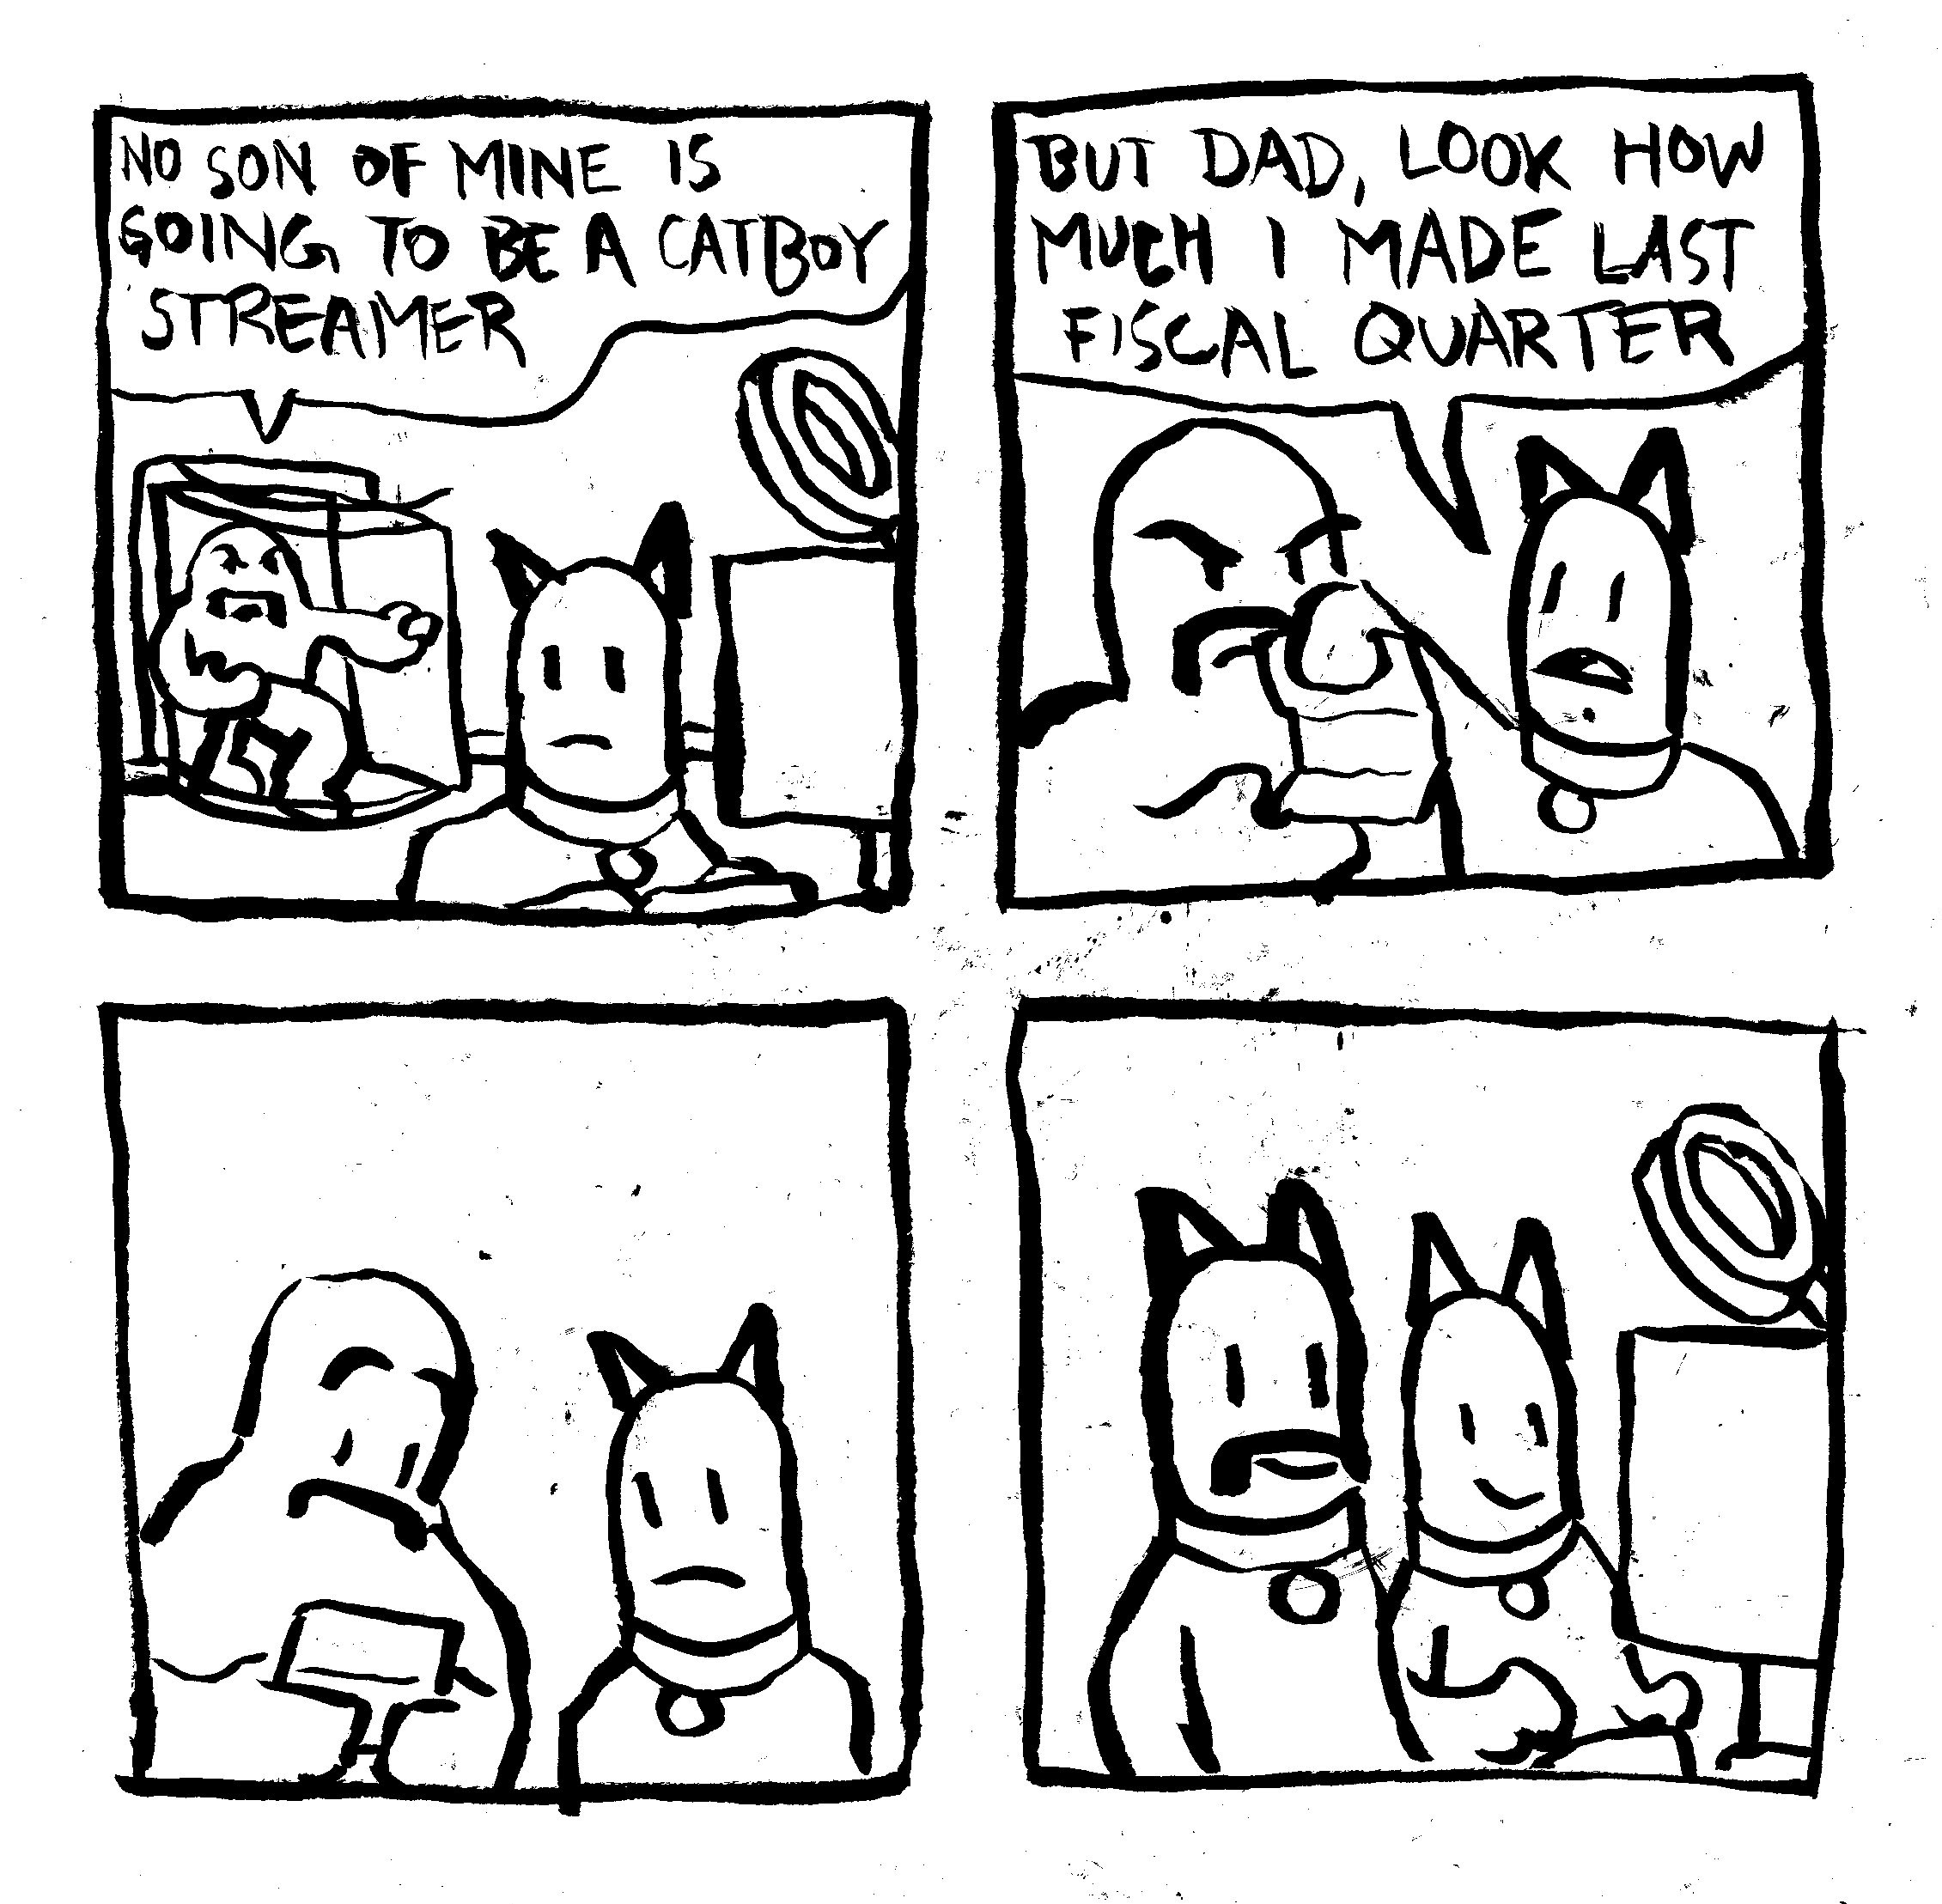 NO SON OF MINE IS
GOING TO BE A CATBOY
STREAMER
BUT DAD, LOOK HOW
MUCH I MADE LAST
FISCAL QUARTER